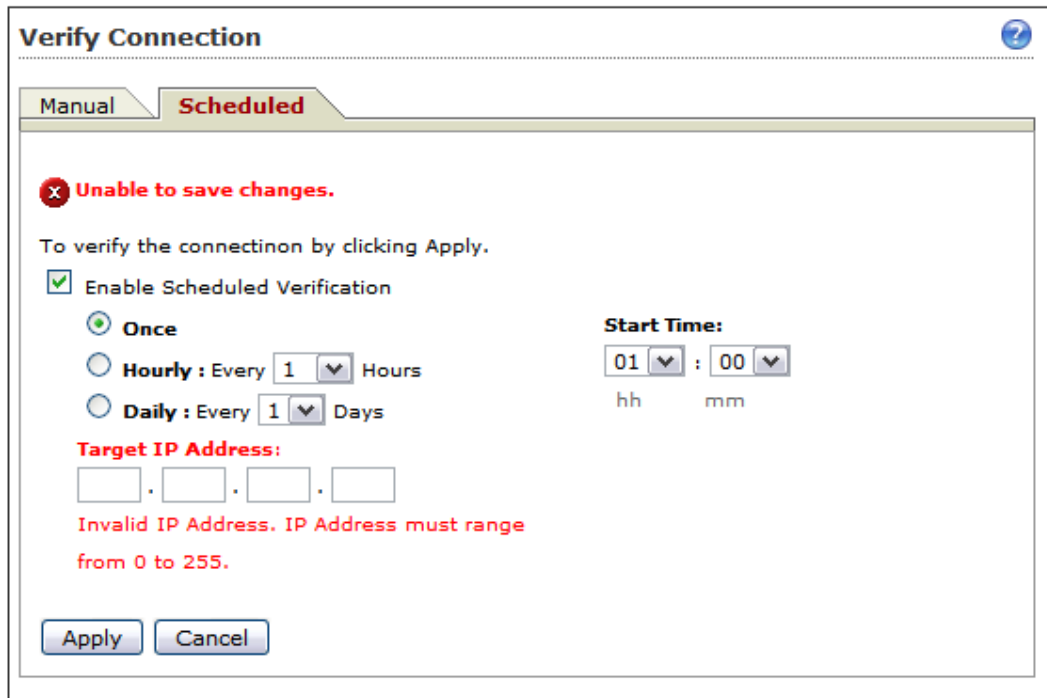 Verify Connection
?
Manual
Scheduled
x Unable to save changes.
To verify the connectinon by clicking Apply.
Enable Scheduled Verification
Once
Start Time:
Hourly : Every 1 Hours
01 : 00
Daily : Every 1 Days
hh mm
Target IP Address:
. . .
Invalid IP Address. IP Address must range
from 0 to 255.
Apply Cancel